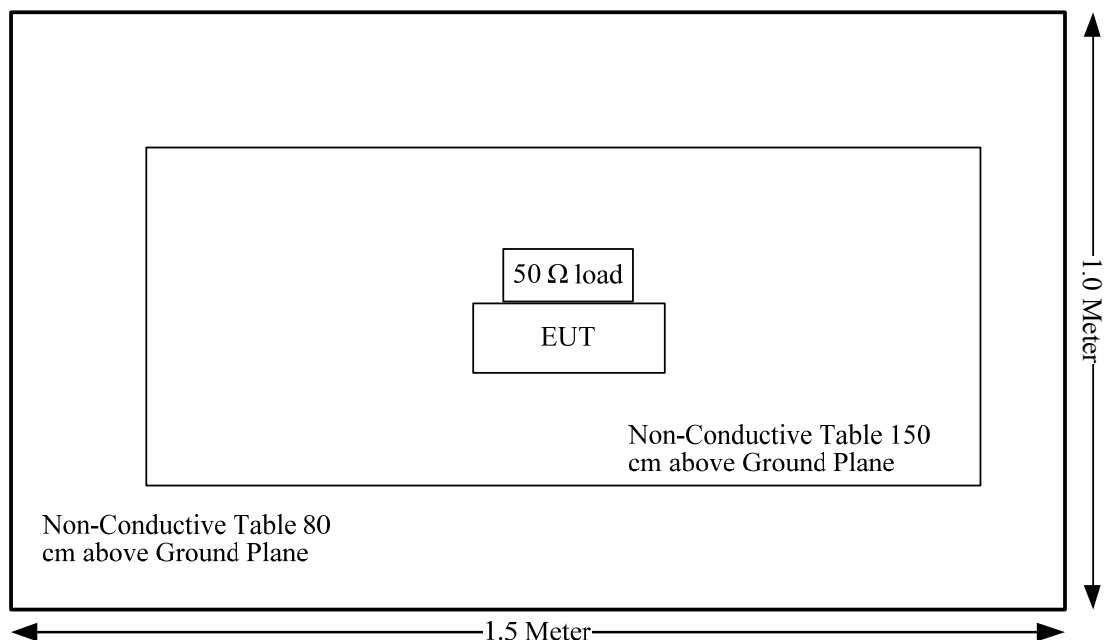 50 Ω load
EUT
Non-Conductive Table 150
cm above Ground Plane
Non-Conductive Table 80
cm above Ground Plane
1.0 Meter
1.5 Meter